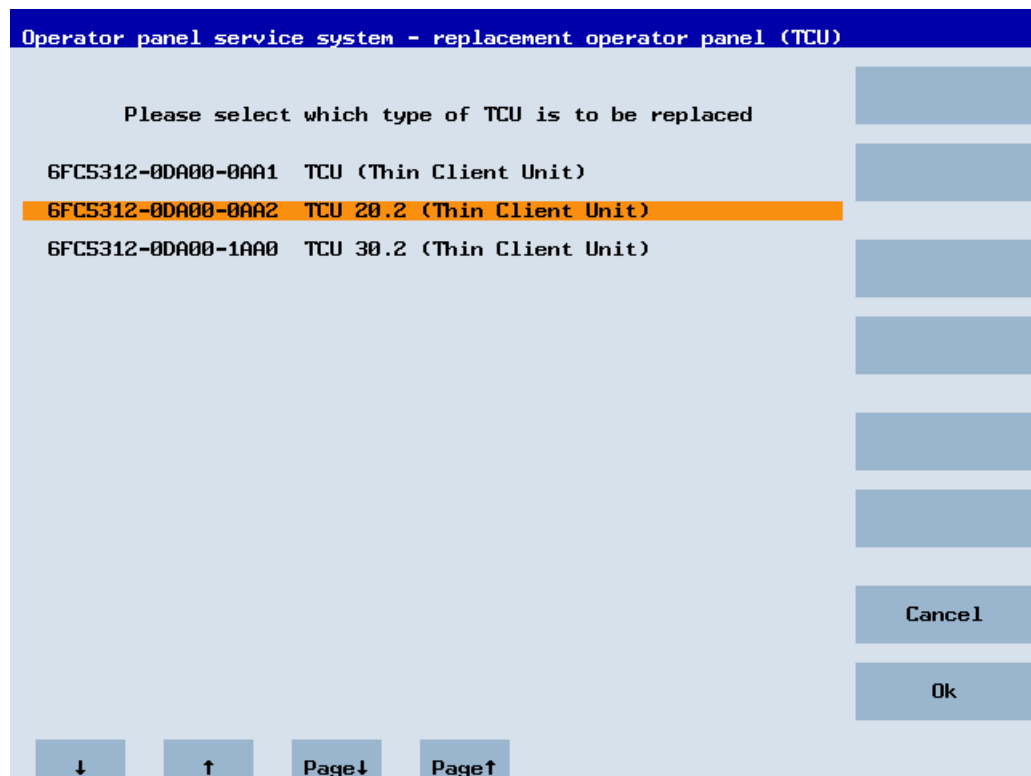 Operator panel service system - replacement operator panel (TCU)
Please select which type of TCU is to be replaced
6FC5312-0DA00-0AA1 TCU (Thin Client Unit)
6FC5312-0DA00-0AA2 TCU 20.2 (Thin Client Unit)
6FC5312-0DA00-1AA0 TCU 30.2 (Thin Client Unit)
Cancel
Ok
↓ ↑ Page↓ Page↑